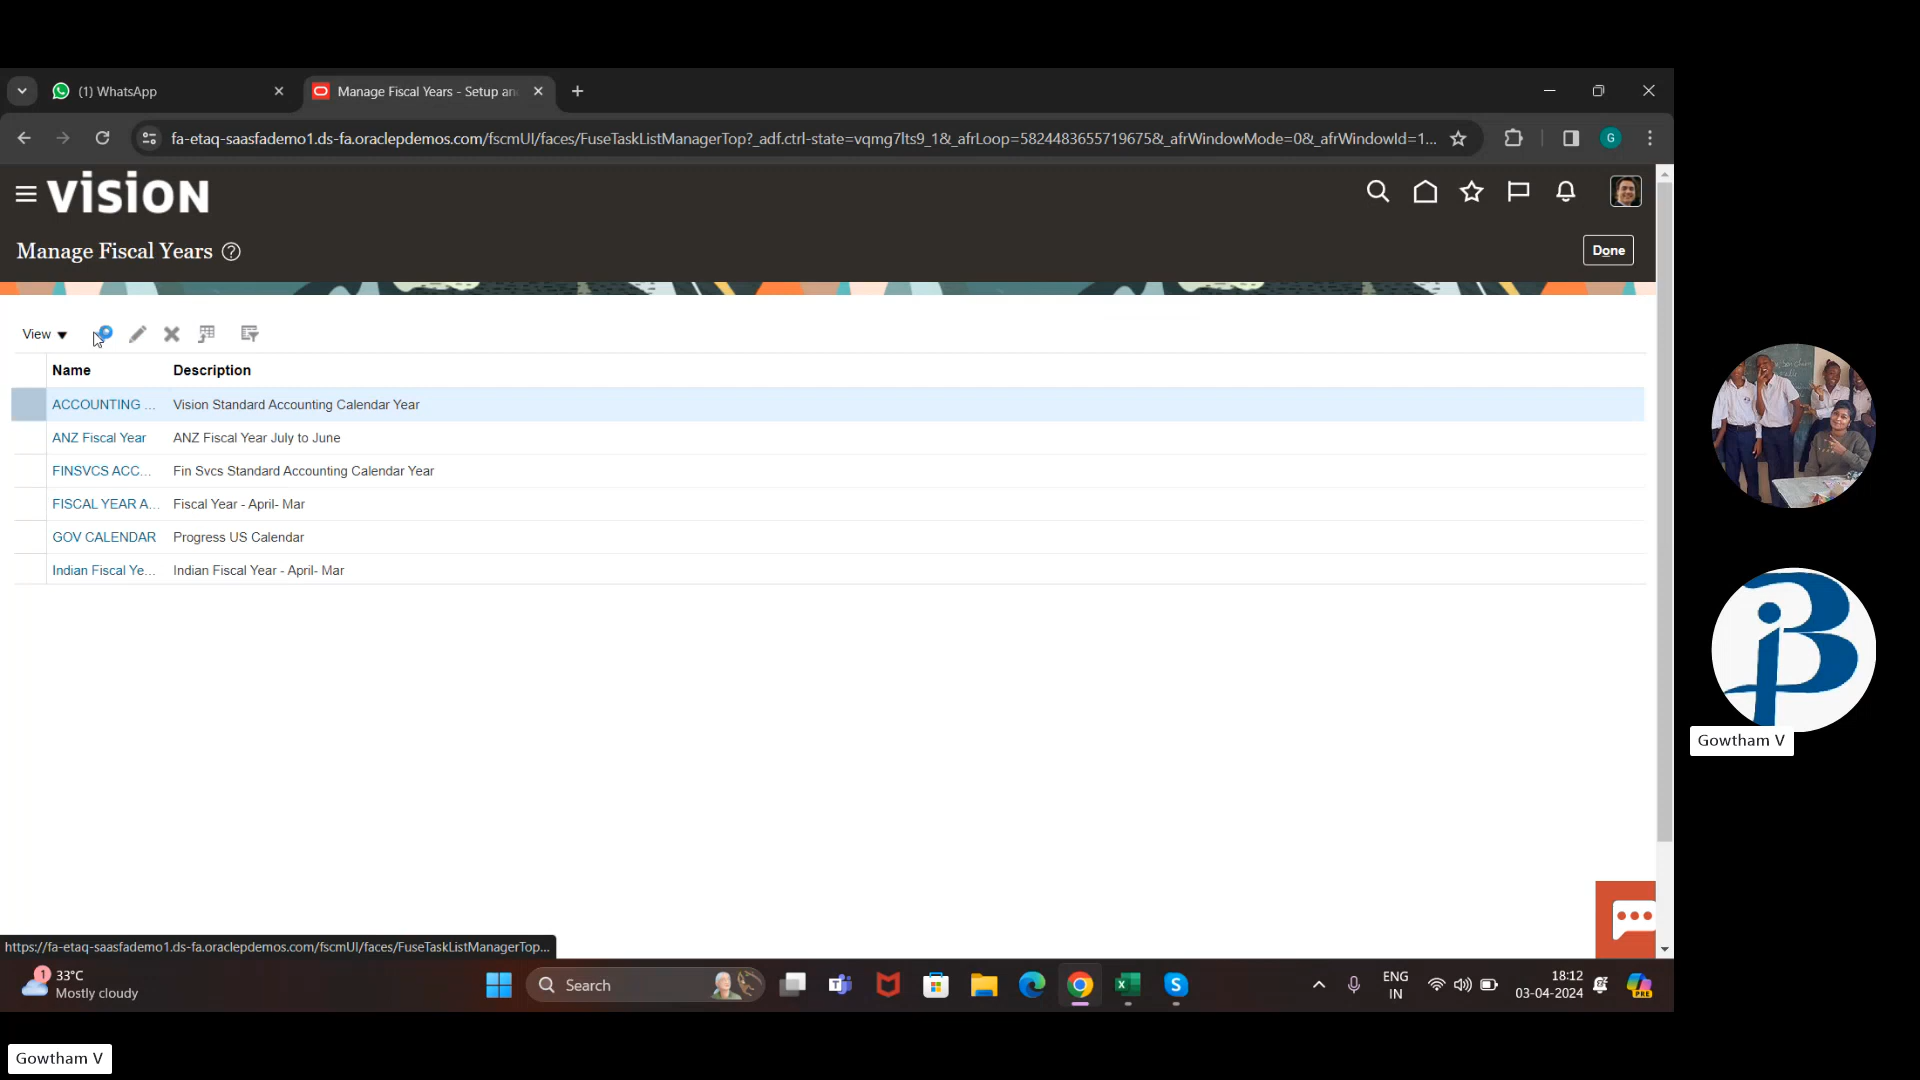 (1) WhatsApp
Manage Fiscal Years - Setup an
fa-etaq-saasfademo1.ds-fa.oraclepdemos.com/fscmUI/faces/FuseTaskListManagerTop?_adf.ctrl-state=vqmg7lts9_1&_afrLoop=58244836557196​75&_afrWindowMode=0&_afrWindowId=1...
G
VISION
Manage Fiscal Years ?
Done
View
Name Description
ACCOUNTING ... Vision Standard Accounting Calendar Year
ANZ Fiscal Year ANZ Fiscal Year July to June
FINSVCS ACC... Fin Svcs Standard Accounting Calendar Year
FISCAL YEAR A... Fiscal Year - April- Mar
GOV CALENDAR Progress US Calendar
Indian Fiscal Ye... Indian Fiscal Year - April- Mar
https://fa-etaq-saasfademo1.ds-fa.oraclepdemos.com/fscmUI/faces/FuseTaskListManagerTop...
1
33°C
Mostly cloudy
Search
ENG
IN
18:12
03-04-2024
PRE
Gowtham V
Gowtham V